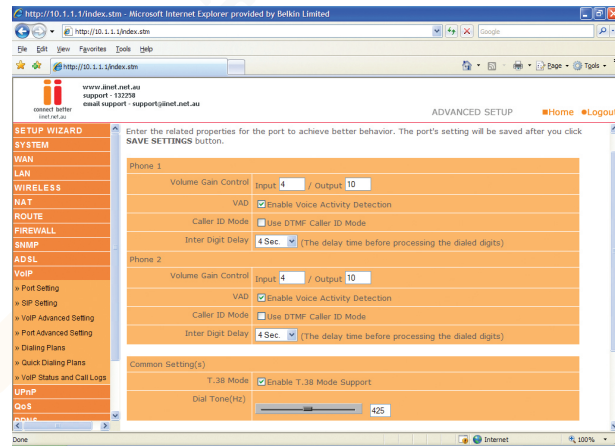 http://10.1.1.1/index.stm - Microsoft Internet Explorer provided by Belkin Limited
http://10.1.1.1/index.stm
Google
File Edit View Favorites Tools Help
http://10.1.1.1/index.stm
Page Tools
www.iinet.net.au
support - 132258
email support - support@iinet.net.au
iinet
connect better
iinet.net.au
ADVANCED SETUP
Home Logout
SETUP WIZARD
SYSTEM
WAN
LAN
WIRELESS
NAT
ROUTE
FIREWALL
SNMP
ADSL
VoIP
» Port Setting
» SIP Setting
» VoIP Advanced Setting
» Port Advanced Setting
» Dialing Plans
» Quick Dialing Plans
» VoIP Status and Call Logs
UPnP
QoS
DDNS
Enter the related properties for the port to achieve better behavior. The port's setting will be saved after you click
SAVE SETTINGS button.
Phone 1
Volume Gain Control Input 4 / Output 10
VAD Enable Voice Activity Detection
Caller ID Mode Use DTMF Caller ID Mode
Inter Digit Delay 4 Sec. (The delay time before processing the dialed digits)
Phone 2
Volume Gain Control Input 4 / Output 10
VAD Enable Voice Activity Detection
Caller ID Mode Use DTMF Caller ID Mode
Inter Digit Delay 4 Sec. (The delay time before processing the dialed digits)
Common Setting(s)
T.38 Mode Enable T.38 Mode Support
Dial Tone(Hz) 425
Done
Internet
100%